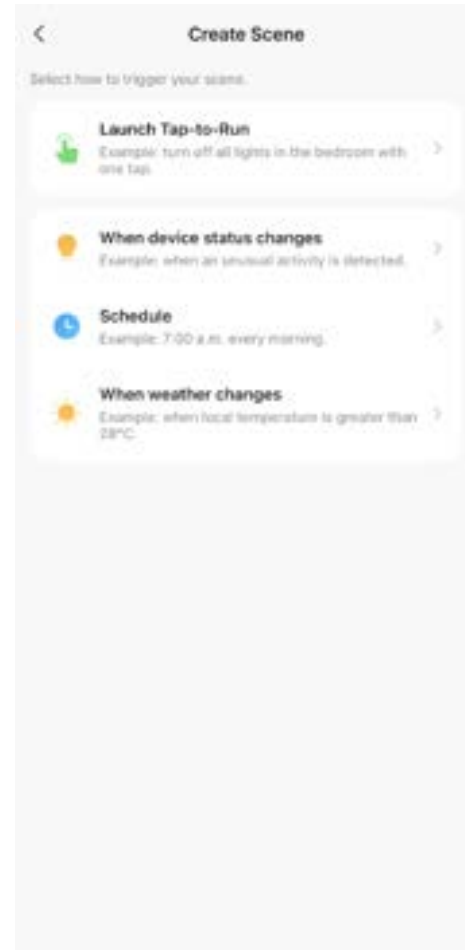 Create Scene
Select how to trigger your scene.
Launch Tap-to-Run
Example: turn off all lights in the bedroom with
one tap.
When device status changes
Example: when an unusual activity is detected.
Schedule
Example: 7:00 a.m. every morning.
When weather changes
Example: when local temperature is greater than
28°C.